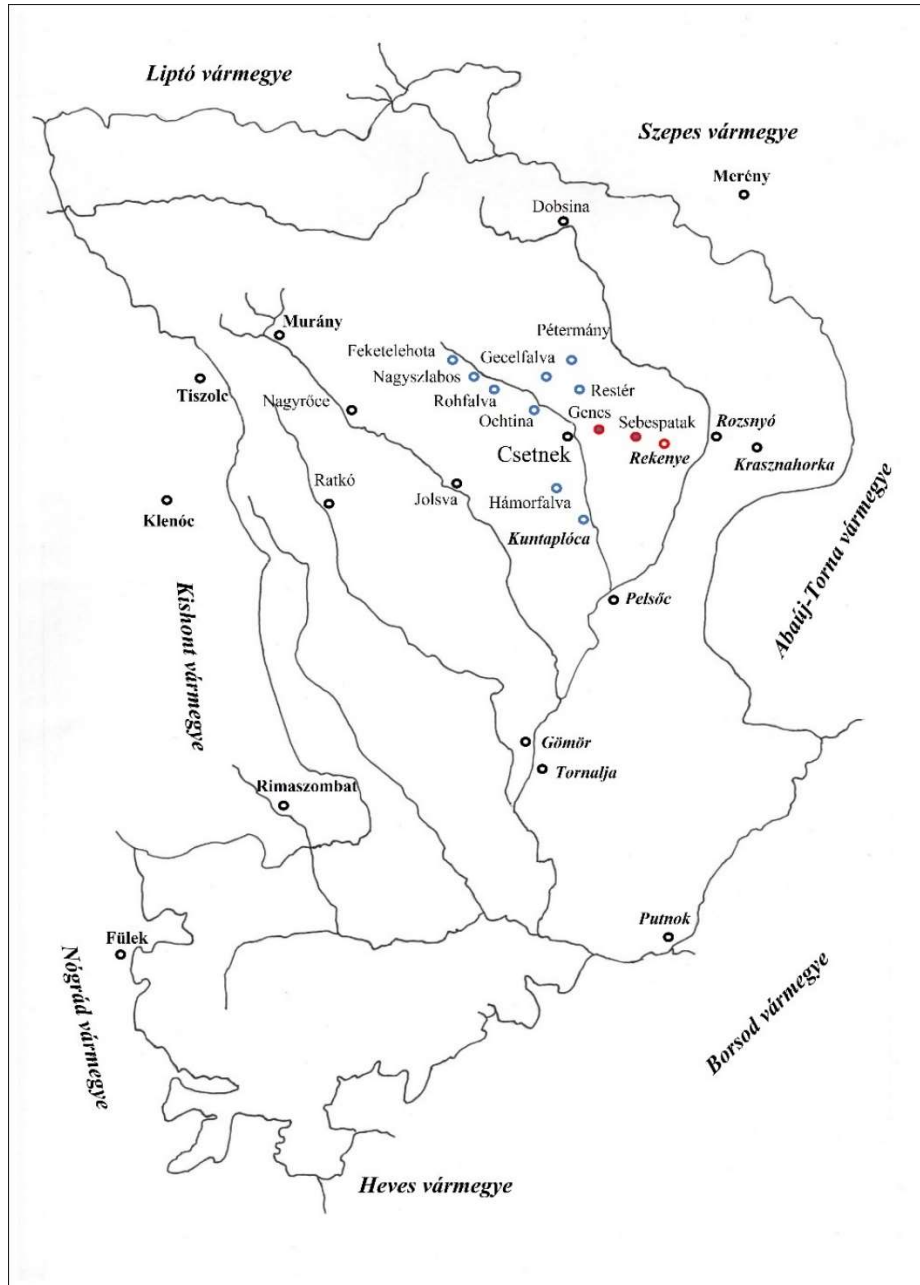 Liptó vármegye
Szepes vármegye
Merény
Dobsina
Murány
Pétermány
Feketelehota
Gecelfalva
Tiszolc
Nagyszlabos
Restér
Nagyrőce
Rohfalva
Ochtina
Gencs
Sebespatak
Rozsnyó
Csetnek
Rekenye
Krasznahorka
Ratkó
Jolsva
Hámorfalva
Klenóc
Kuntaplóca
Abaúj-Torna vármegye
Pelsőc
Kishont vármegye
Gömör
Tornalja
Rimaszombat
Putnok
Fülek
Nógrád vármegye
Borsod vármegye
Heves vármegye